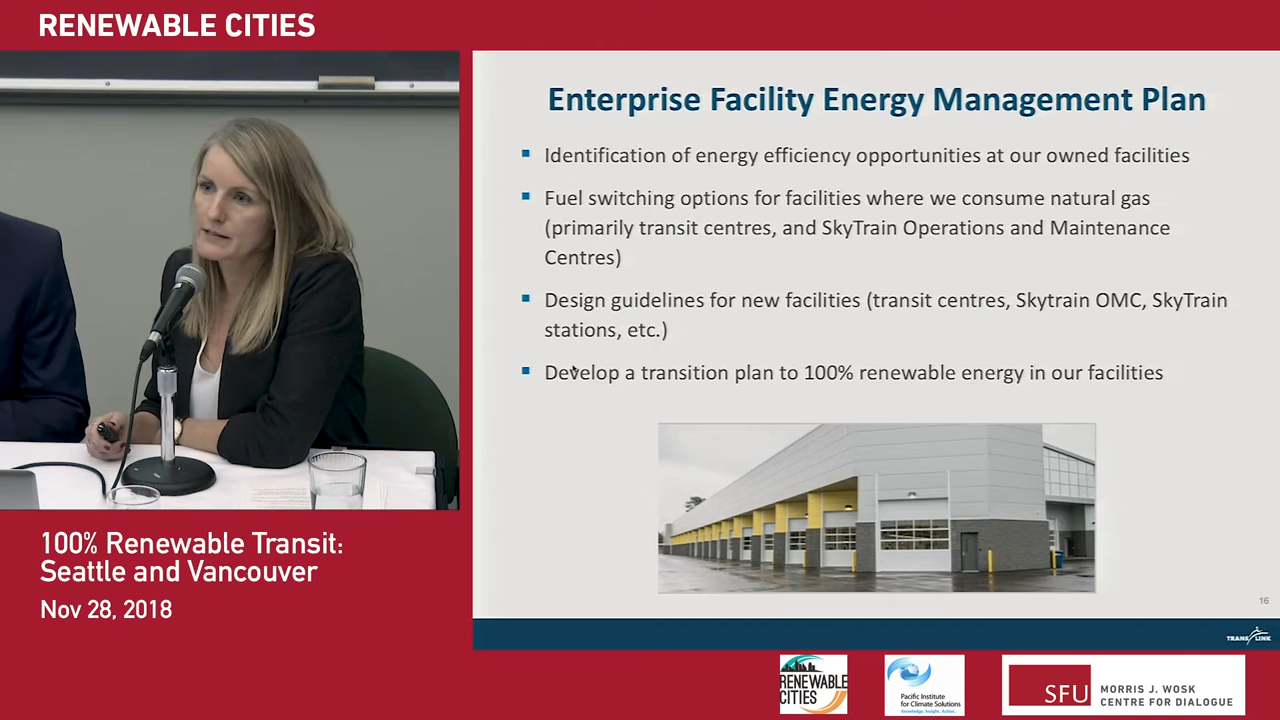 RENEWABLE CITIES
Enterprise Facility Energy Management Plan
Identification of energy efficiency opportunities at our owned facilities
Fuel switching options for facilities where we consume natural gas
(primarily transit centres, and SkyTrain Operations and Maintenance
Centres)
Design guidelines for new facilities (transit centres, Skytrain OMC, SkyTrain
stations, etc.)
Develop a transition plan to 100% renewable energy in our facilities
16
TRANSLINK
100% Renewable Transit:
Seattle and Vancouver
Nov 28, 2018
RENEWABLE
CITIES
Pacific Institute
for Climate Solutions
Knowledge. Insight. Action.
SFU
MORRIS J. WOSK
CENTRE FOR DIALOGUE